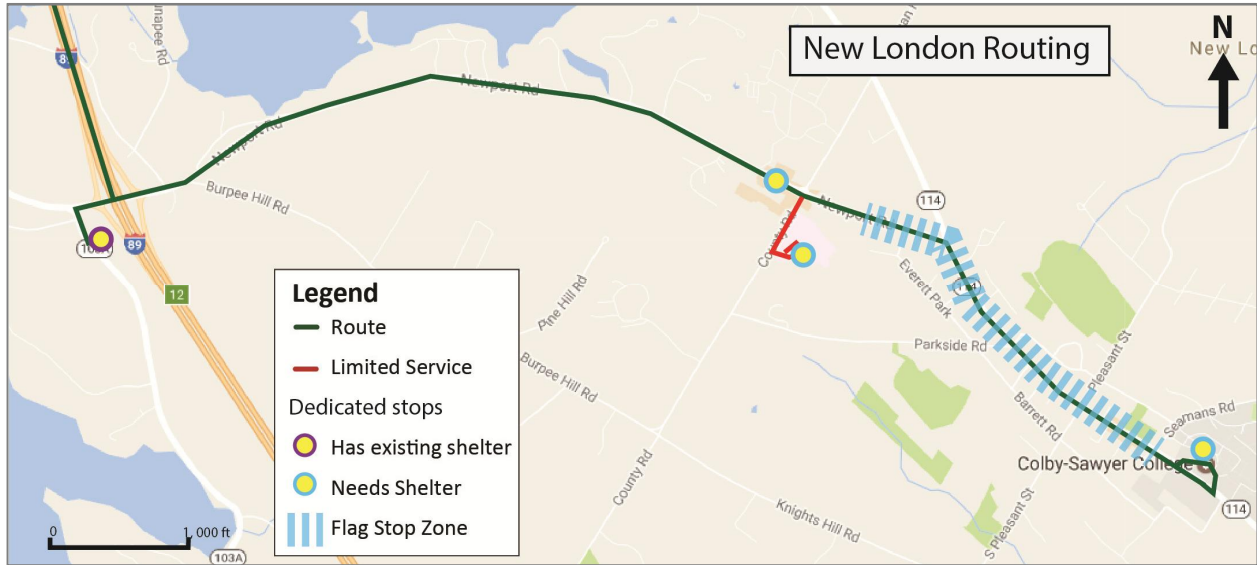 New London Routing
N
89
Newport Rd
114
Newport Rd
Burpee Hill Rd
Newport Rd
County Rd
103A
89
12
Everett Park
114
Pine Hill Rd
Parkside Rd
Pleasant St
Burpee Hill Rd
Barrett Rd
Seamans Rd
Colby-Sawyer College
County Rd
Knights Hill Rd
S Pleasant St
114
103A
Legend
Route
Limited Service
Dedicated stops
Has existing shelter
Needs Shelter
Flag Stop Zone
0
1, 000 ft